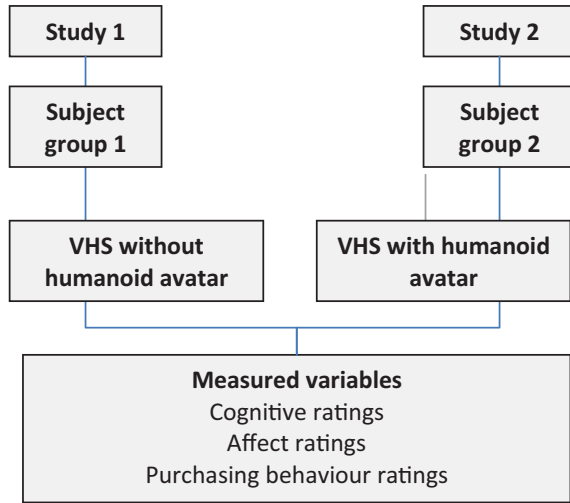 Study 1
Study 2
Subject
group 1
Subject
group 2
VHS without
humanoid avatar
VHS with humanoid
avatar
Measured variables
Cognitive ratings
Affect ratings
Purchasing behaviour ratings